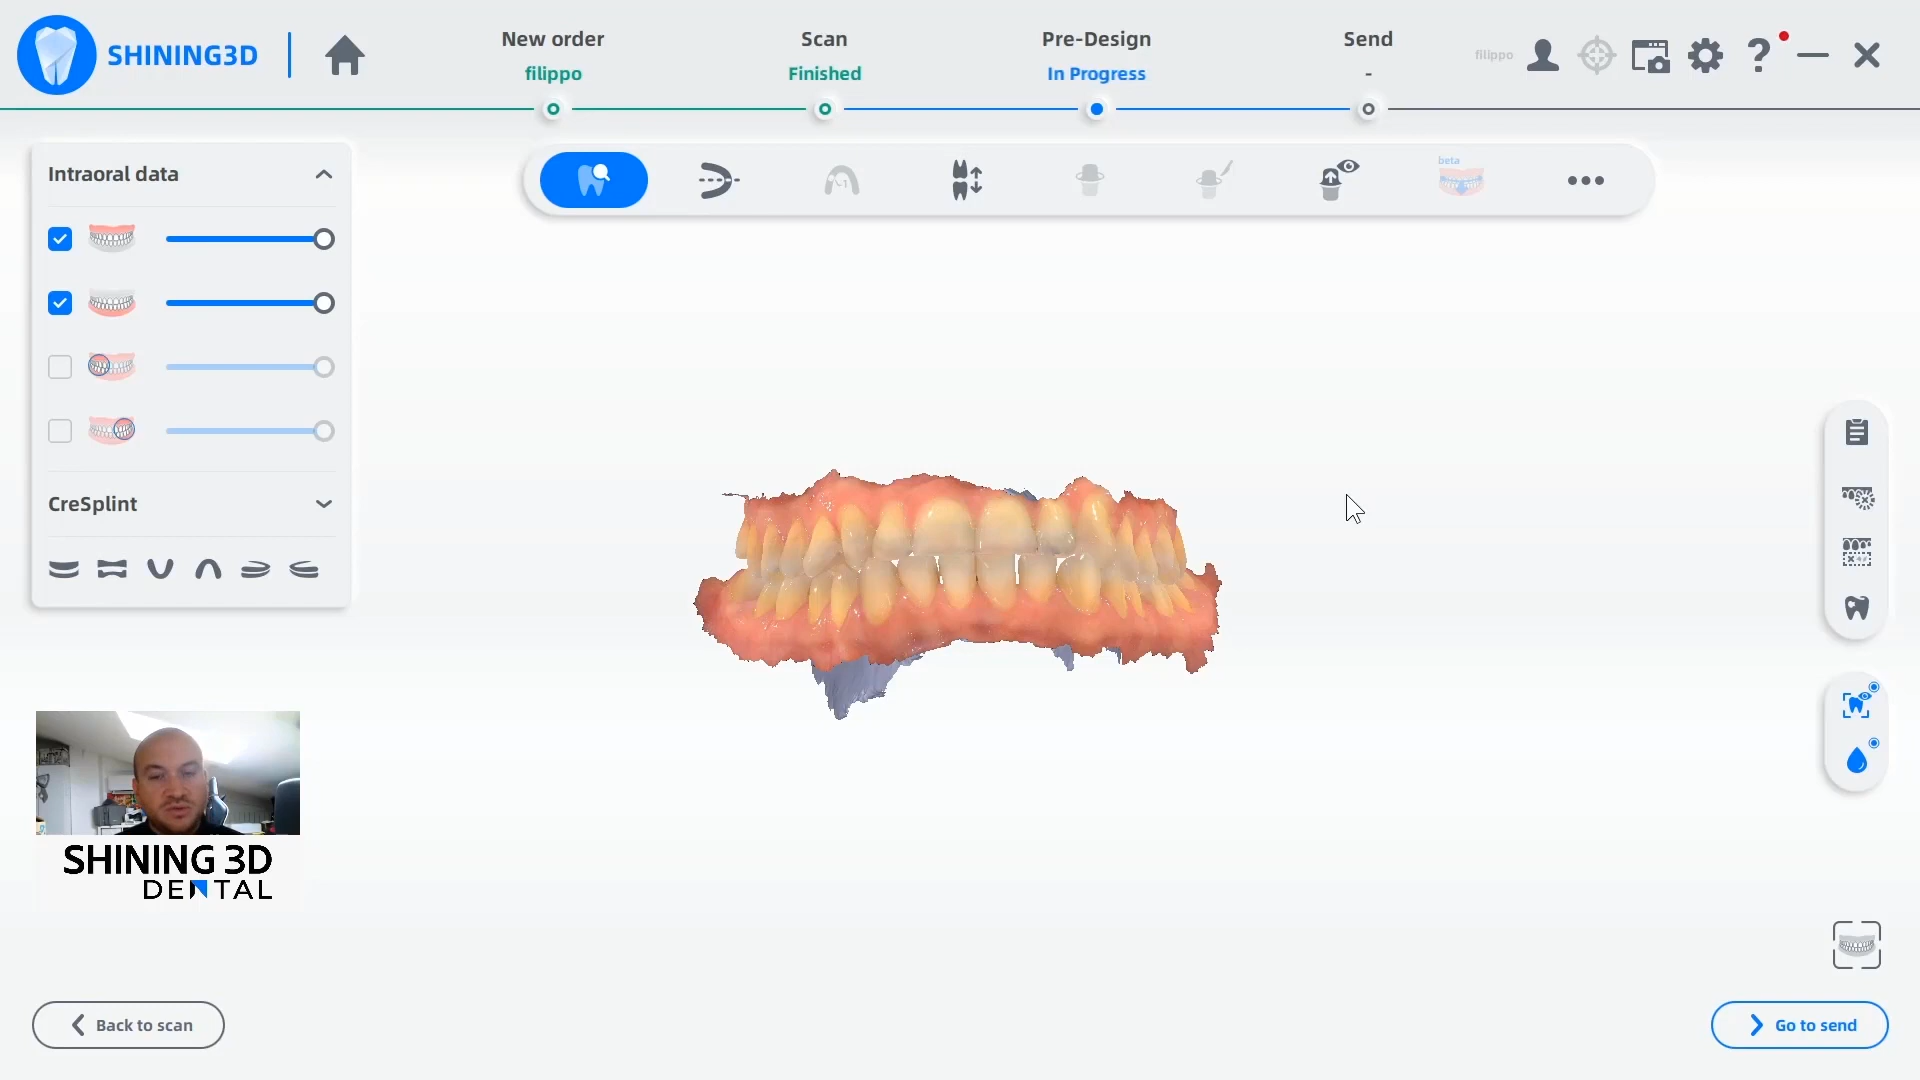 SHINING3D
New order
filippo
Scan
Finished
Pre-Design
In Progress
Send
-
filippo
beta
Intraoral data
CreSplint
SHINING 3D
DENTAL
Back to scan
Go to send